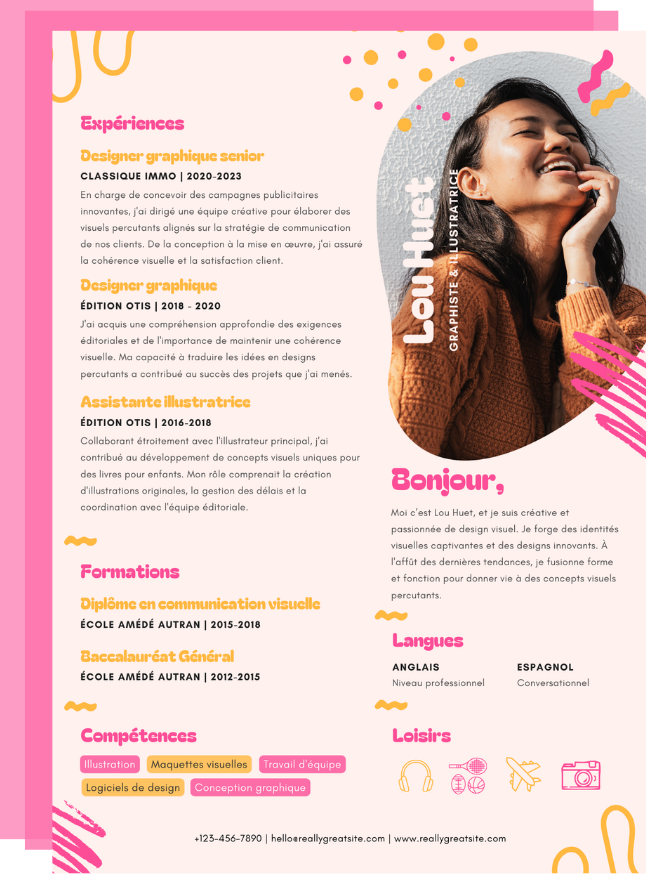 Expériences
Designer graphique senior
CLASSIQUE IMMO | 2020-2023
En charge de concevoir des campagnes publicitaires
innovantes, j'ai dirigé une équipe créative pour élaborer des
visuels percutants alignés sur la stratégie de communication
de nos clients. De la conception à la mise en œuvre, j'ai assuré
la cohérence visuelle et la satisfaction client.
Designer graphique
ÉDITION OTIS | 2018 - 2020
J'ai acquis une compréhension approfondie des exigences
éditoriales et de l'importance de maintenir une cohérence
visuelle. Ma capacité à traduire les idées en designs
percutants a contribué au succès des projets que j'ai menés.
Assistante illustratrice
ÉDITION OTIS | 2016-2018
Collaborant étroitement avec l'illustrateur principal, j'ai
contribué au développement de concepts visuels uniques pour
des livres pour enfants. Mon rôle comprenait la création
d'illustrations originales, la gestion des délais et la
coordination avec l'équipe éditoriale.
Formations
Diplôme en communication visuelle
ÉCOLE AMÉDÉ AUTRAN | 2015-2018
Baccalauréat Général
ÉCOLE AMÉDÉ AUTRAN | 2012-2015
Compétences
Illustration Maquettes visuelles Travail d'équipe
Logiciels de design Conception graphique
Lou Huet
GRAPHISTE & ILLUSTRATRICE
Bonjour,
Moi c'est Lou Huet, et je suis créative et
passionnée de design visuel. Je forge des identités
visuelles captivantes et des designs innovants. À
l'affût des dernières tendances, je fusionne forme
et fonction pour donner vie à des concepts visuels
percutants.
Langues
ANGLAIS ESPAGNOL
Niveau professionnel Conversationnel
Loisirs
+123-456-7890 | hello@reallygreatsite.com | www.reallygreatsite.com